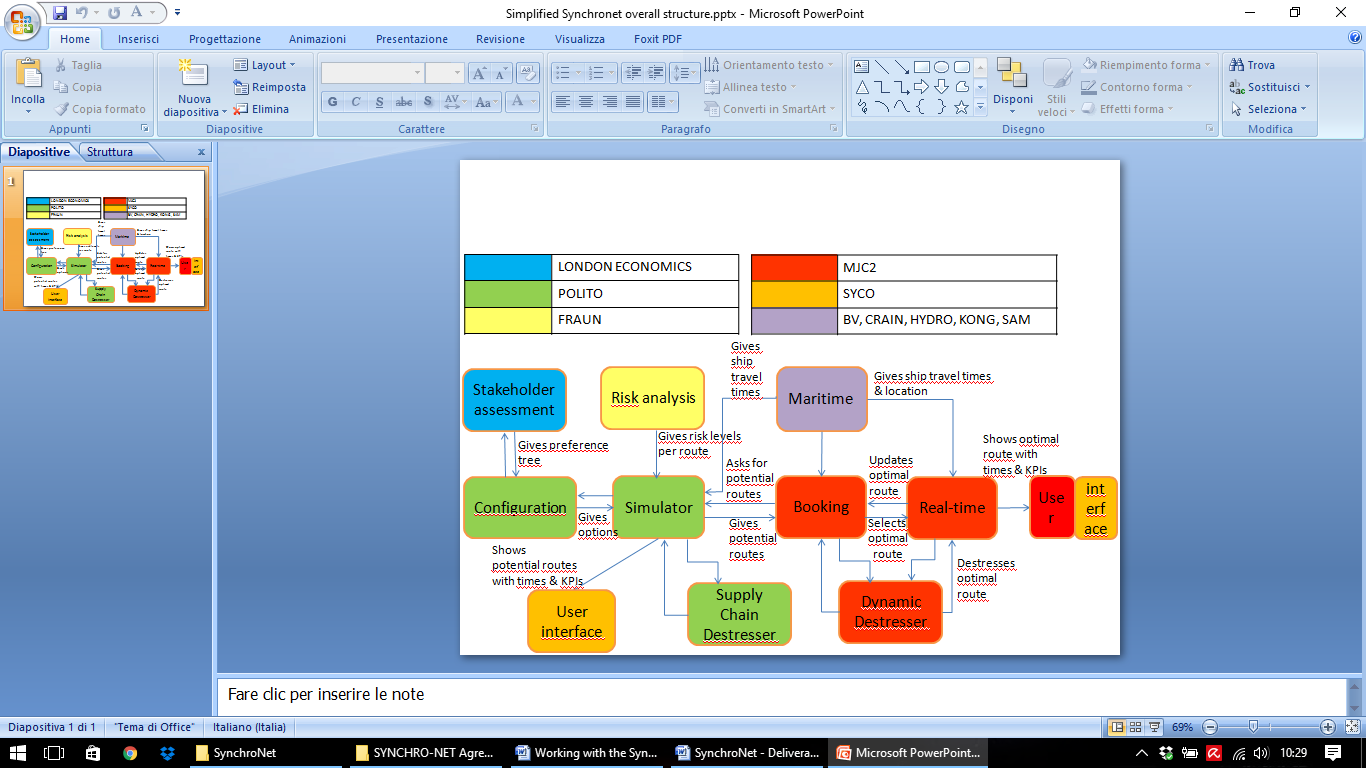 Simplified Synchronet overall structure.pptx - Microsoft PowerPoint
Home Inserisci Progettazione Animazioni Presentazione Revisione Visualizza Foxit PDF
Incolla
Taglia
Copia
Copia formato
Appunti
Nuova
diapositiva
Layout
Reimposta
Elimina
Diapositive
G C S abc S AV Aa A
Carattere
Orientamento testo
Allinea testo
Converti in SmartArt
Paragrafo
Disponi
Stili
veloci
Riempimento forma
Contorno forma
Effetti forma
Disegno
Trova
Sostituisci
Seleziona
Modifica
Diapositive Struttura x
1
LONDON ECONOMICS
POLITO
FRAUN
MJC2
SYCO
BV, CRAIN, HYDRO, KONG, SAM
Gives
ship
travel
times
Stakeholder
assessment
Risk analysis
Maritime
Gives ship travel times
& location
Gives preference
tree
Gives risk levels
per route
Asks for
potential
routes
Updates
optimal
route
Shows optimal
route with
times & KPIs
Configuration
Gives
options
Simulator
Gives
potential
routes
Booking
Selects
optimal
route
Real-time
Use
r
int
erf
ace
Shows
potential routes
with times & KPIs
User
interface
Supply
Chain
Destresser
Dynamic
Destresser
Destresses
optimal
route
Fare clic per inserire le note
Diapositiva 1 di 1 "Tema di Office" Italiano (Italia) 69%
SynchroNet SYNCHRO-NET Agre... Working with the Syn... SynchroNet - Delivera... Microsoft PowerPoint... 10:29